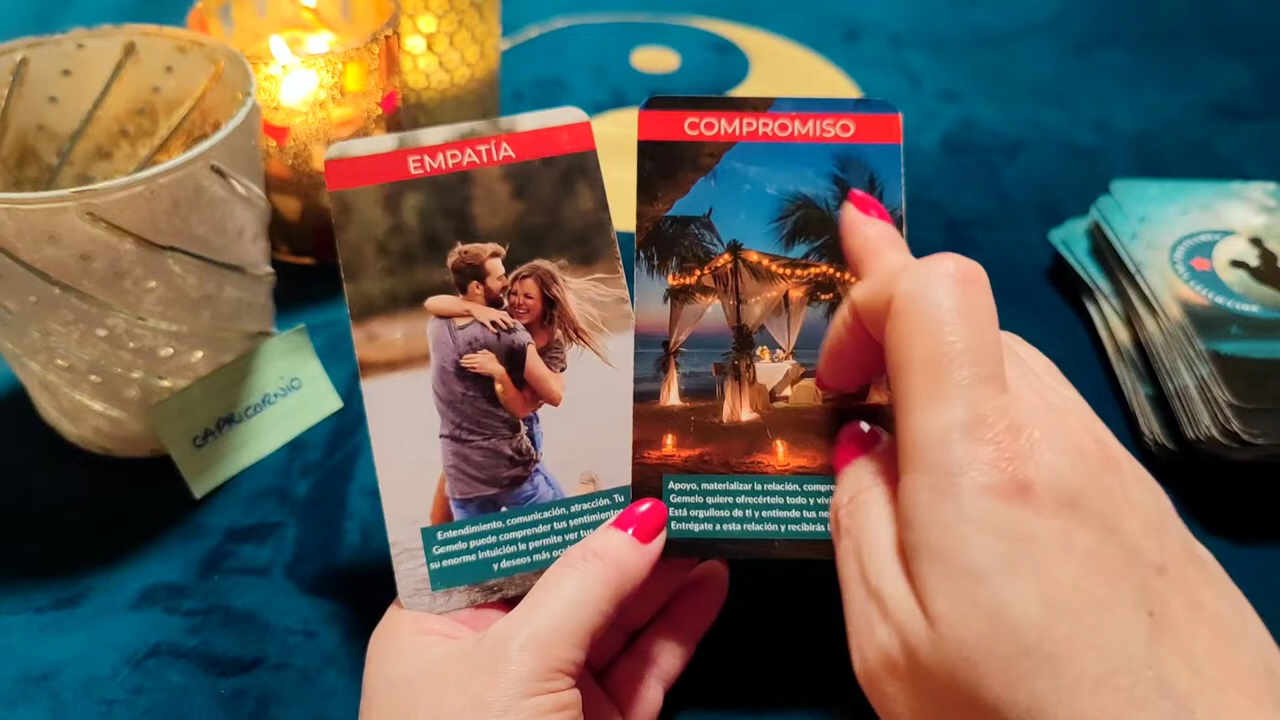 EMPATÍA
Entendimiento, comunicación, atracción. Tu
Gemelo puede comprender tus sentimientos
su enorme intuición le permite ver tus
y deseos más
COMPROMISO
Apoyo, materializar la relación,
Gemelo quiere ofrecértelo todo y
Está orgulloso de ti y entiende tus
Entrégate a esta relación y recibirás
CAPRICORNIO